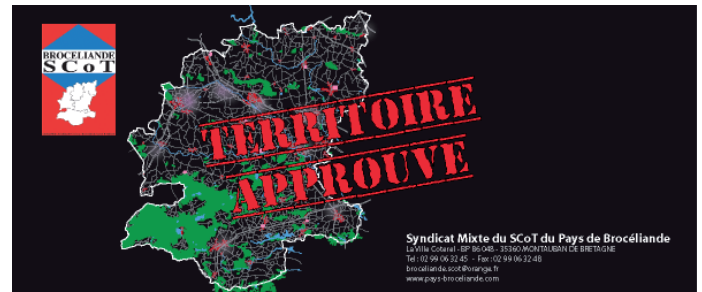 BROCELIANDE
SCoT
TERRITOIRE
APPROUVE
Syndicat Mixte du SCoT du Pays de Brocéliande
La Ville Coterel - BP 86048 - 35360 MONTAUBAN DE BRETAGNE
Tel : 02 99 06 32 45 - Fax : 02 99 06 32 48
broceliande.scot@orange.fr
www.pays-broceliande.com